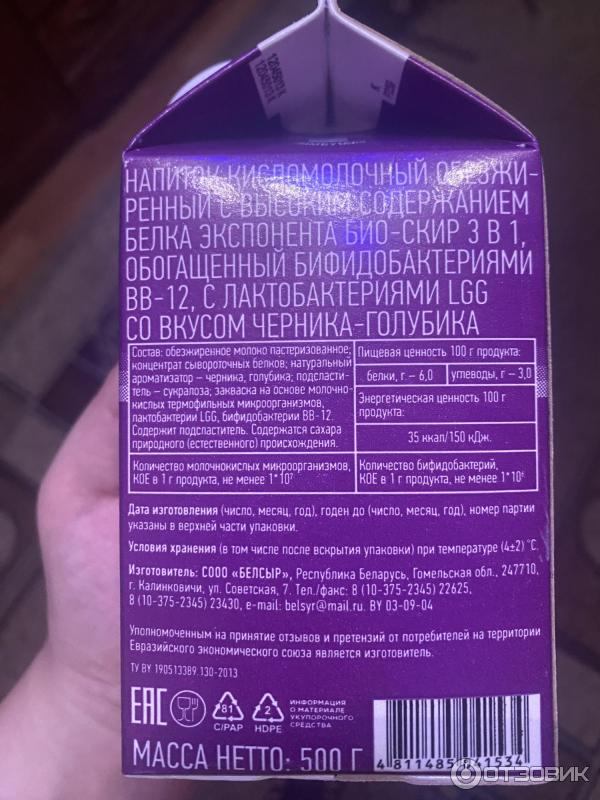 НАПИТОК КИСЛОМОЛОЧНЫЙ ОБЕЗЖИ-
РЕННЫЙ С ВЫСОКИМ СОДЕРЖАНИЕМ
БЕЛКА ЭКСПОНЕНТА БИО-СКИР 3 В 1,
ОБОГАЩЕННЫЙ БИФИДОБАКТЕРИЯМИ
BB-12, С ЛАКТОБАКТЕРИЯМИ LGG
СО ВКУСОМ ЧЕРНИКА-ГОЛУБИКА
Состав: обезжиренное молоко пастеризованное;
концентрат сывороточных белков; натуральный
ароматизатор – черника, голубика; подсласти-
тель – сукралоза; закваска на основе молочно-
кислых термофильных микроорганизмов,
лактобактерии LGG, бифидобактерии BB-12.
Содержит подсластитель. Содержатся сахара
природного (естественного) происхождения.
Пищевая ценность 100 г продукта:
белки, г – 6,0 углеводы, г – 3,0
Энергетическая ценность 100 г
продукта:
35 ккал/150 кДж.
Количество молочнокислых микроорганизмов,
КОЕ в 1 г продукта, не менее 1*10⁷
Количество бифидобактерий,
КОЕ в 1 г продукта, не менее 1*10⁶
Дата изготовления (число, месяц, год), годен до (число, месяц, год), номер партии
указаны в верхней части упаковки.
Условия хранения (в том числе после вскрытия упаковки) при температуре (4±2) °С.
Изготовитель: СООО «БЕЛСЫР», Республика Беларусь, Гомельская обл., 247710,
г. Калинковичи, ул. Советская, 7. Тел./факс: 8 (10-375-2345) 22625,
8 (10-375-2345) 23430, e-mail: belsyr@mail.ru. BY 03-09-04
Уполномоченным на принятие отзывов и претензий от потребителей на территории
Евразийского экономического союза является изготовитель.
ТУ BY 190513389.130-2013
EAC
81
C/PAP
2
HDPE
ИНФОРМАЦИЯ
О МАТЕРИАЛЕ
УКУПОРОЧНОГО
СРЕДСТВА
МАССА НЕТТО: 500 Г
4 811485 841534
ОТЗОВИК